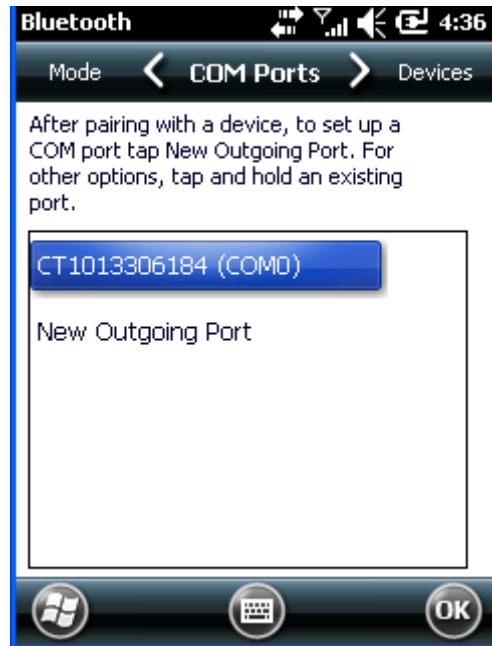 Bluetooth 4:36
Mode COM Ports Devices
After pairing with a device, to set up a
COM port tap New Outgoing Port. For
other options, tap and hold an existing
port.
CT1013306184 (COM0)
New Outgoing Port
OK